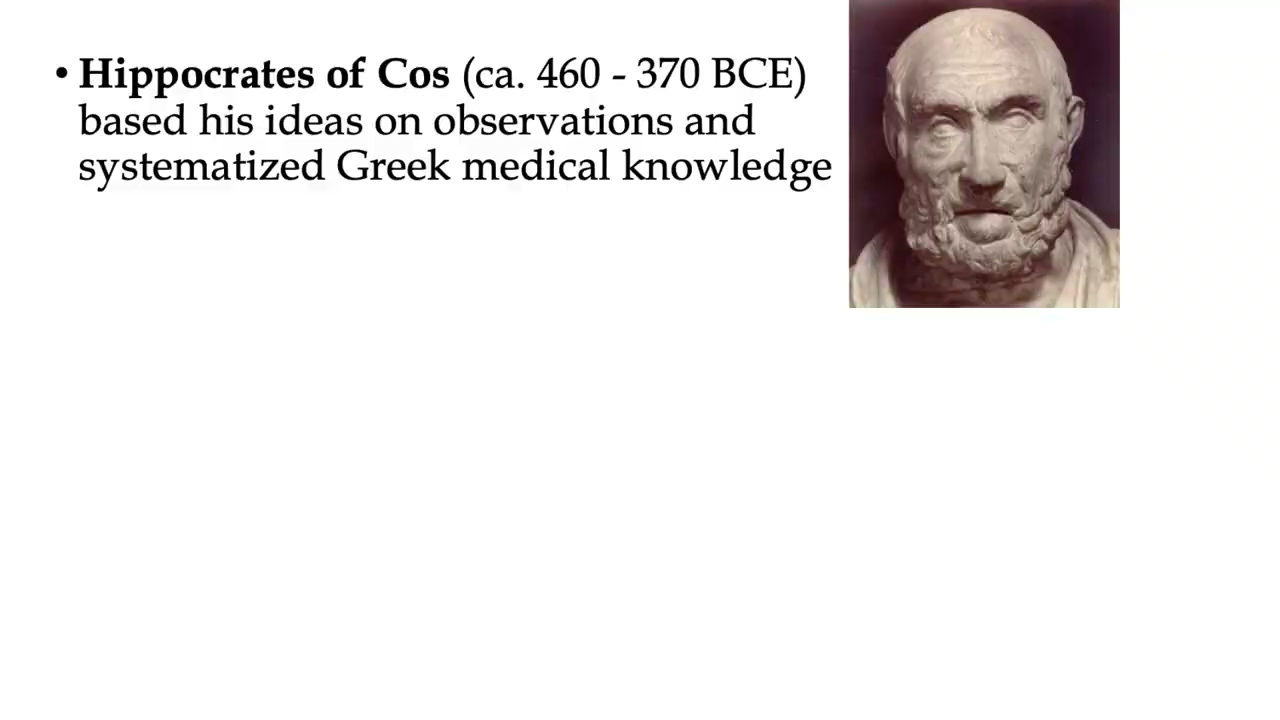 • Hippocrates of Cos (ca. 460 - 370 BCE)
based his ideas on observations and
systematized Greek medical knowledge